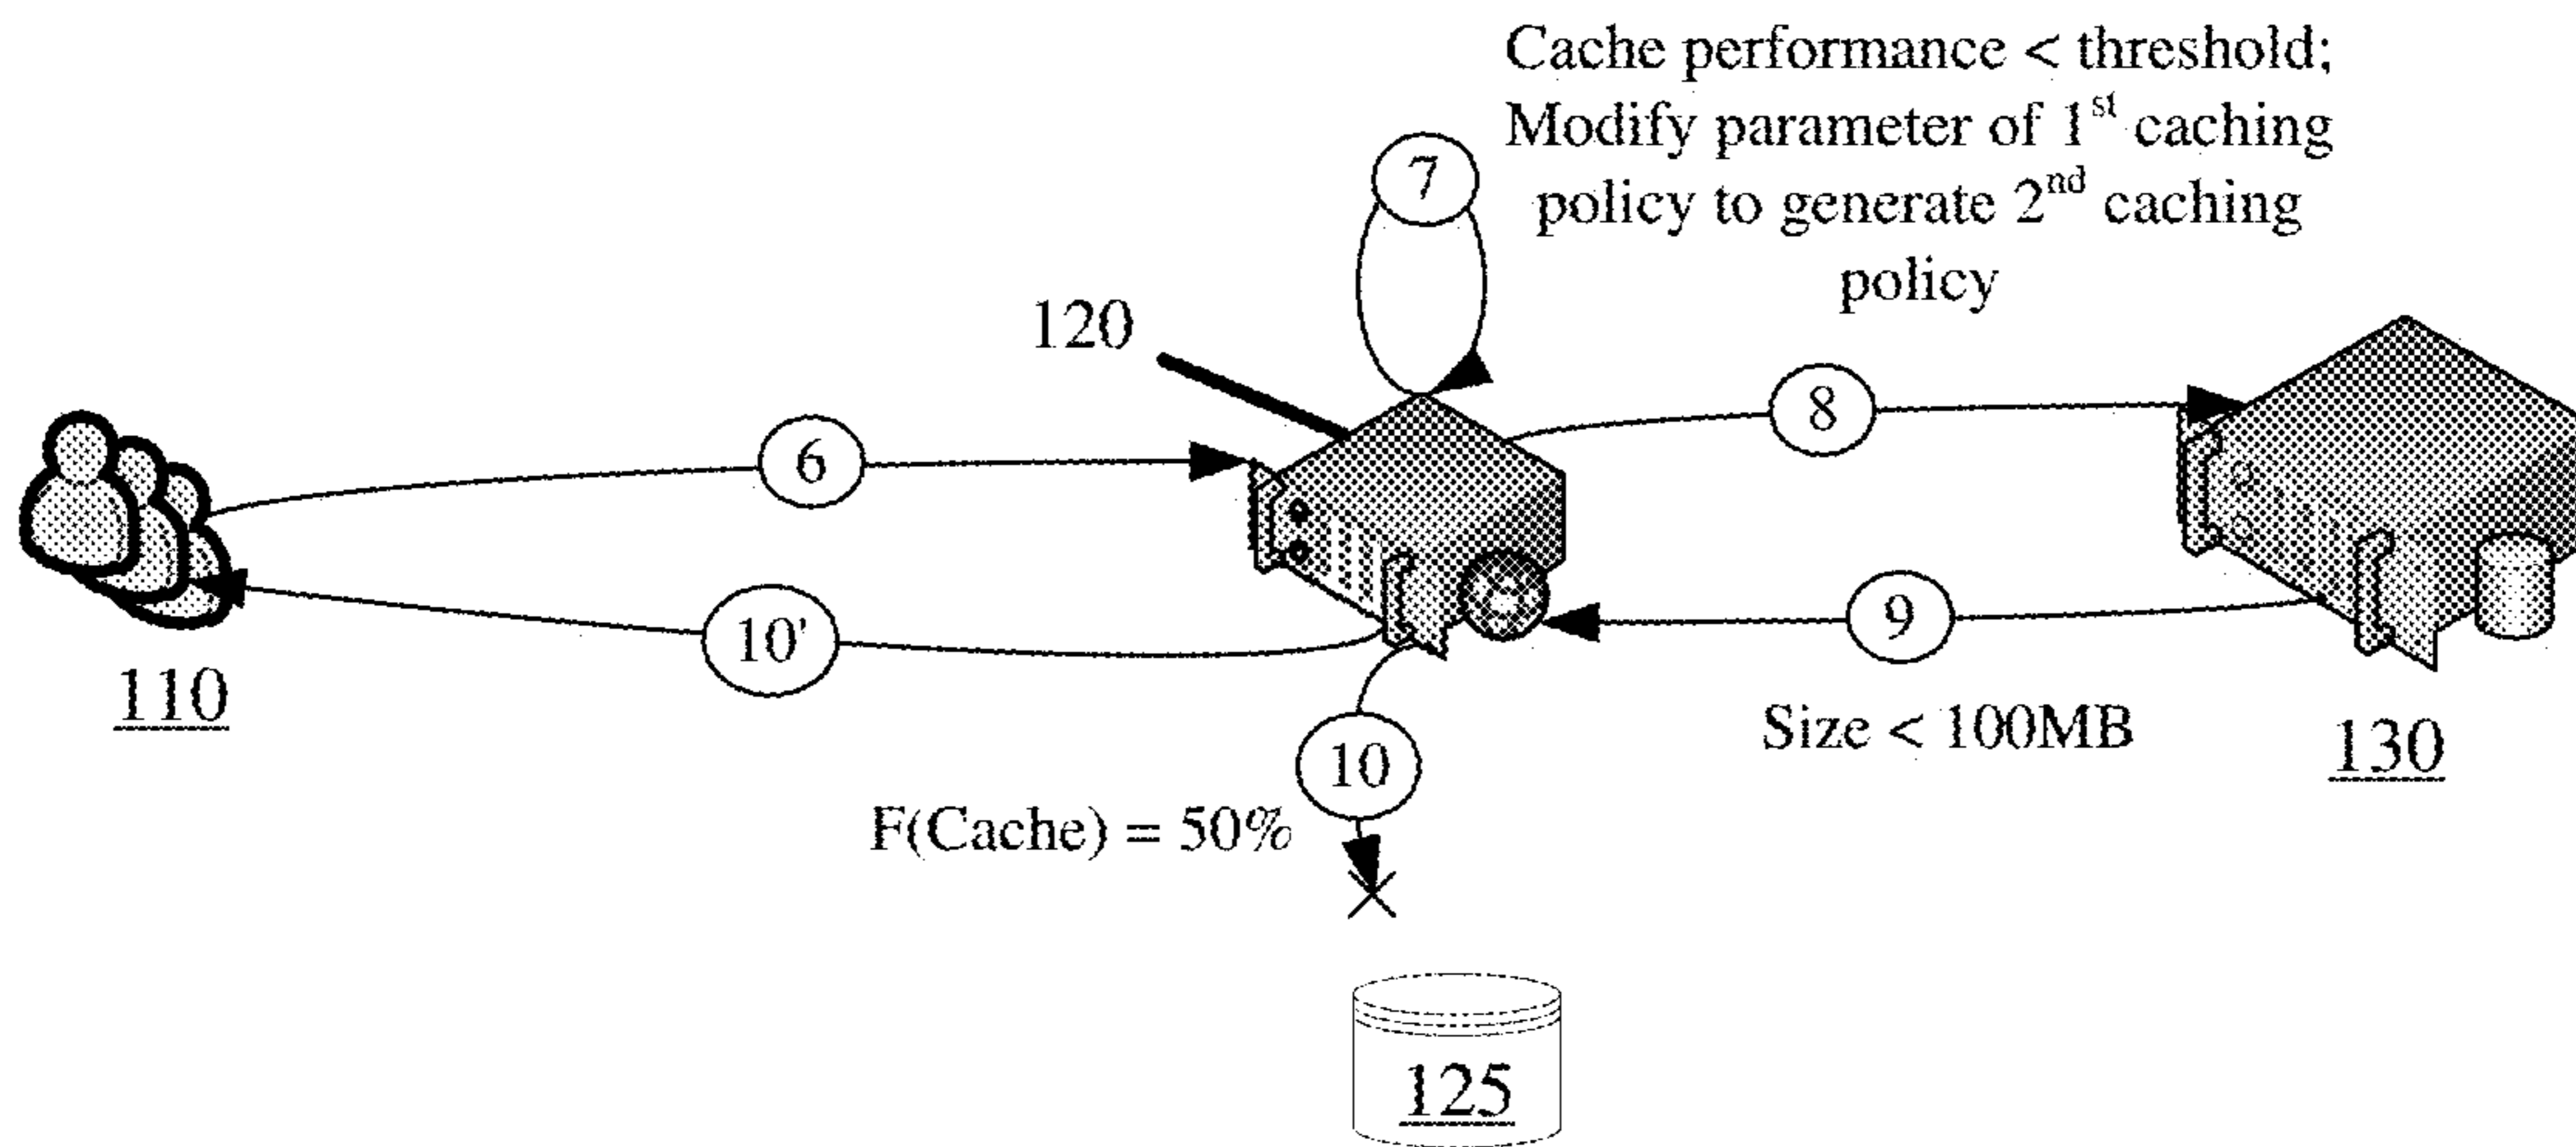 Cache performance < threshold;
Modify parameter of 1st caching
policy to generate 2nd caching
policy
7
120
8
6
9
10'
110
Size < 100MB
130
10
F(Cache) = 50%
125